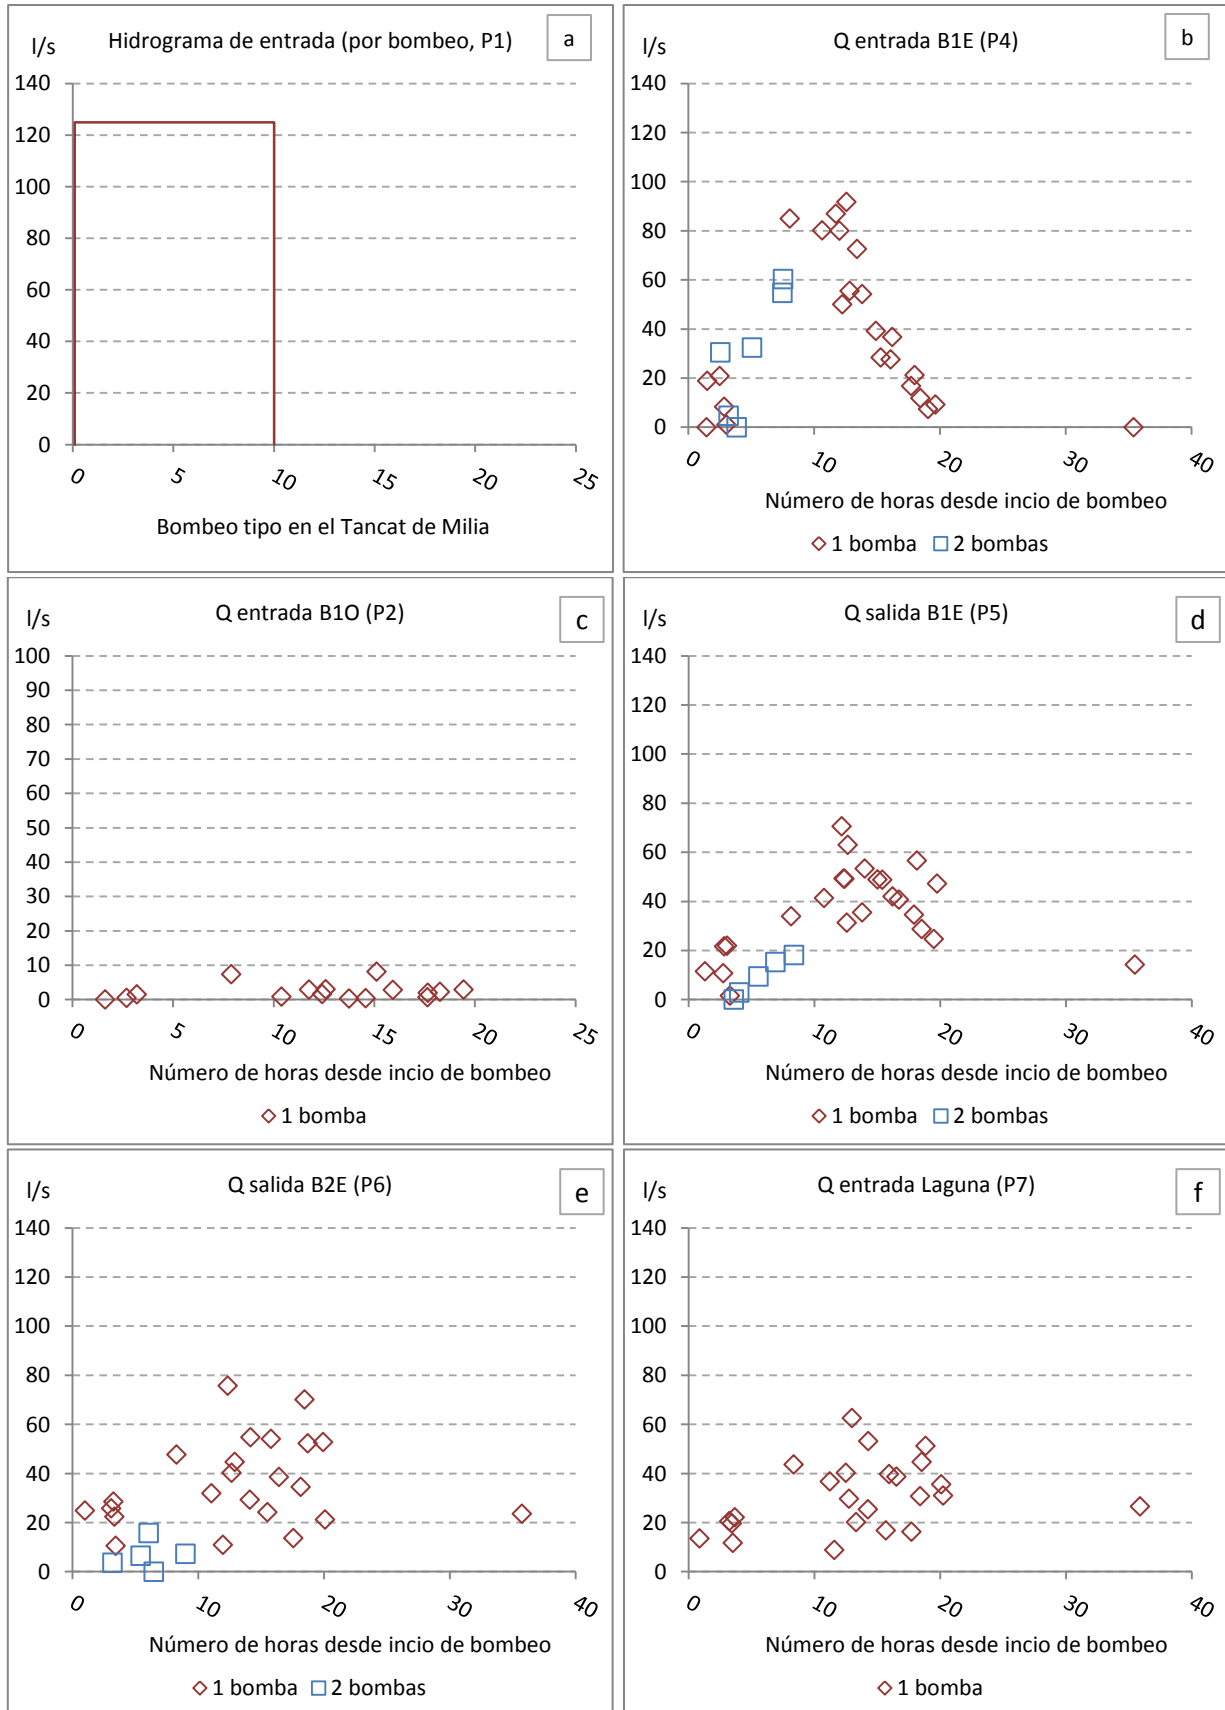 Hidrograma de entrada (por bombeo, P1)
a
l/s
140
120
100
80
60
40
20
0
0 5 10 15 20 25
Bombeo tipo en el Tancat de Milia
Q entrada B1E (P4)
b
l/s
140
120
100
80
60
40
20
0
0 10 20 30 40
Número de horas desde incio de bombeo
1 bomba 2 bombas
Q entrada B1O (P2)
c
l/s
100
90
80
70
60
50
40
30
20
10
0
0 5 10 15 20 25
Número de horas desde incio de bombeo
1 bomba
Q salida B1E (P5)
d
l/s
140
120
100
80
60
40
20
0
0 10 20 30 40
Número de horas desde incio de bombeo
1 bomba 2 bombas
Q salida B2E (P6)
e
l/s
140
120
100
80
60
40
20
0
0 10 20 30 40
Número de horas desde incio de bombeo
1 bomba 2 bombas
Q entrada Laguna (P7)
f
l/s
140
120
100
80
60
40
20
0
0 10 20 30 40
Número de horas desde incio de bombeo
1 bomba